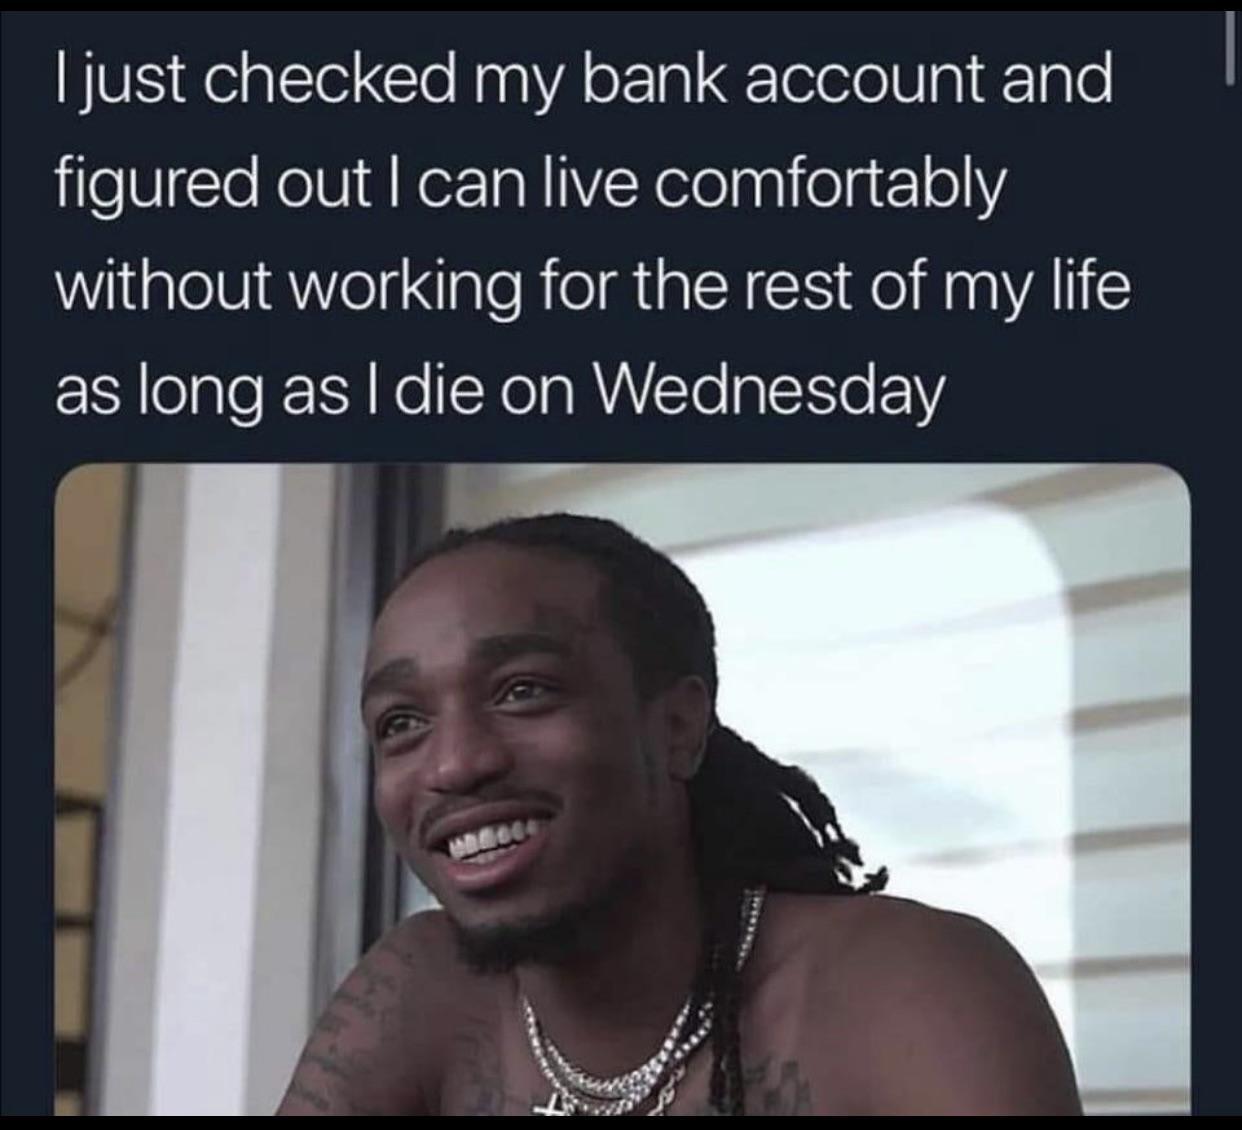 I just checked my bank account and
figured out I can live comfortably
without working for the rest of my life
as long as I die on Wednesday